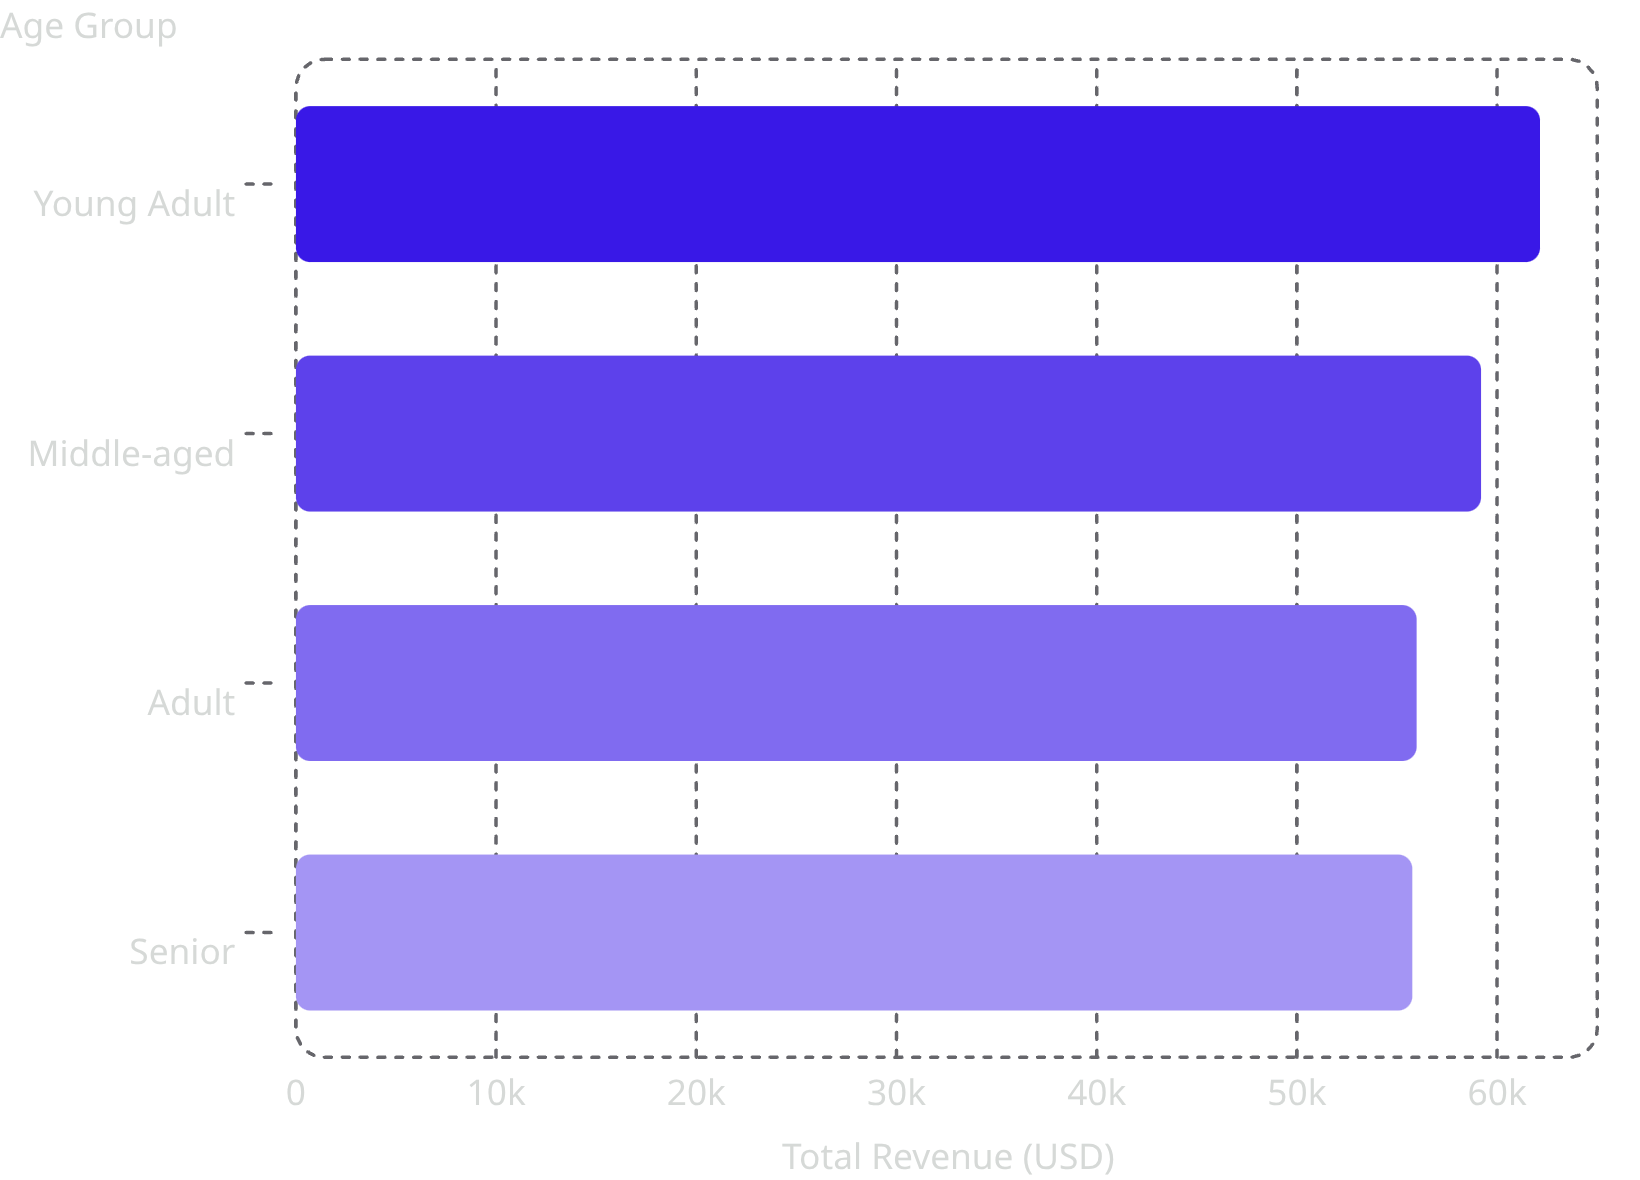 Age Group
Young Adult
Middle-aged
Adult
Senior
0 10k 20k 30k 40k 50k 60k
Total Revenue (USD)